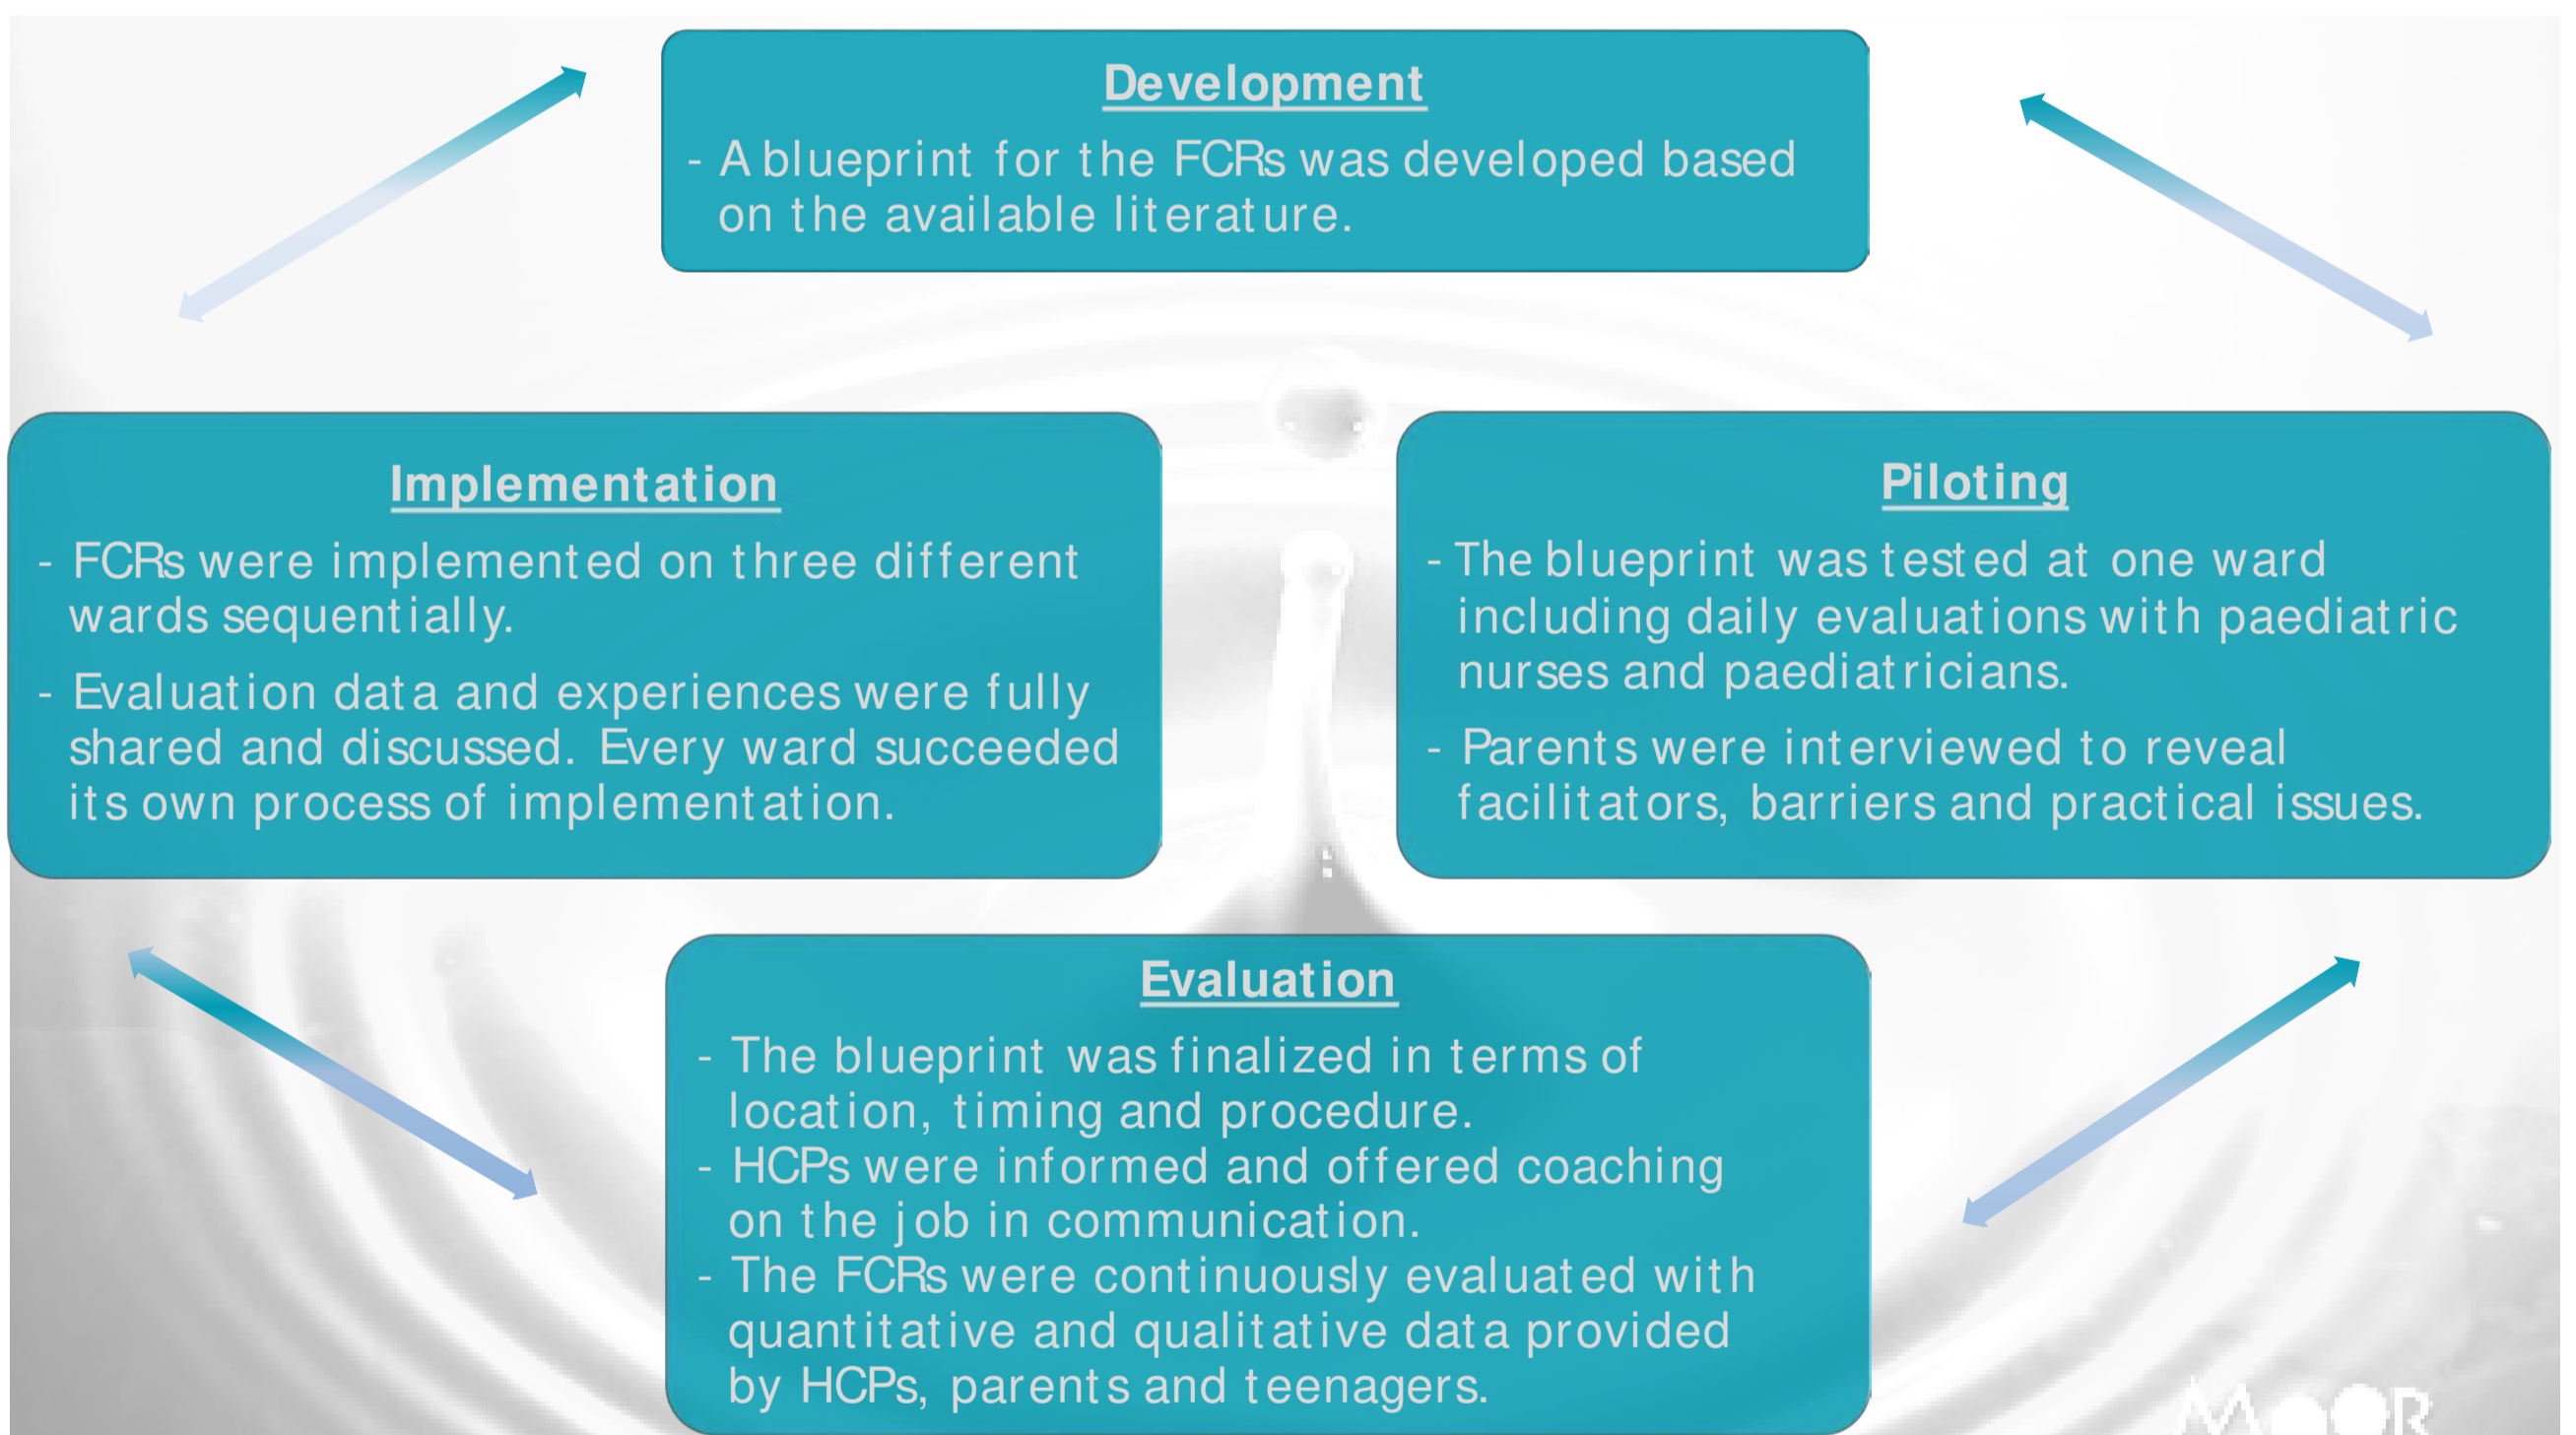 Development
- A blueprint for the FCRs was developed based
on the available literature.
Implementation
- FCRs were implemented on three different
wards sequentially.
- Evaluation data and experiences were fully
shared and discussed. Every ward succeeded
its own process of implementation.
Piloting
- The blueprint was tested at one ward
including daily evaluations with paediatric
nurses and paediatricians.
- Parents were interviewed to reveal
facilitators, barriers and practical issues.
Evaluation
- The blueprint was finalized in terms of
location, timing and procedure.
- HCPs were informed and offered coaching
on the job in communication.
- The FCRs were continuously evaluated with
quantitative and qualitative data provided
by HCPs, parents and teenagers.